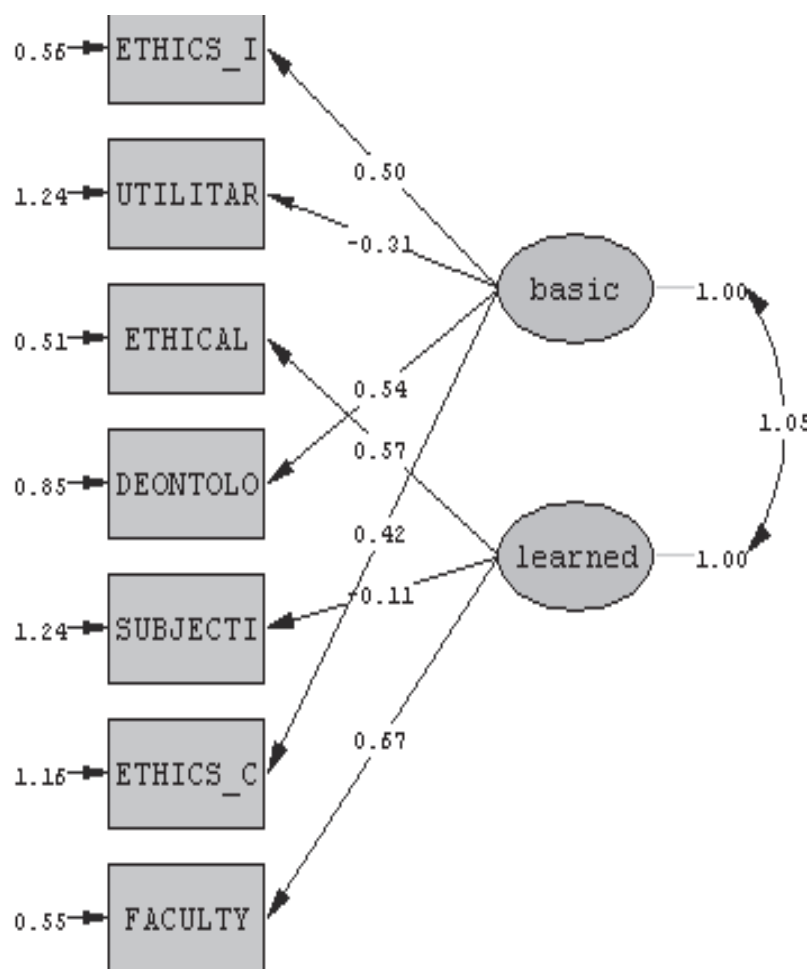 0.56 ETHICS_I
0.50
1.24 UTILITAR
-0.31
basic 1.00
0.51 ETHICAL
0.54
1.05
0.57
0.85 DEONTOLO
0.42
learned 1.00
-0.11
1.24 SUBJECTI
0.67
1.16 ETHICS_C
0.55 FACULTY